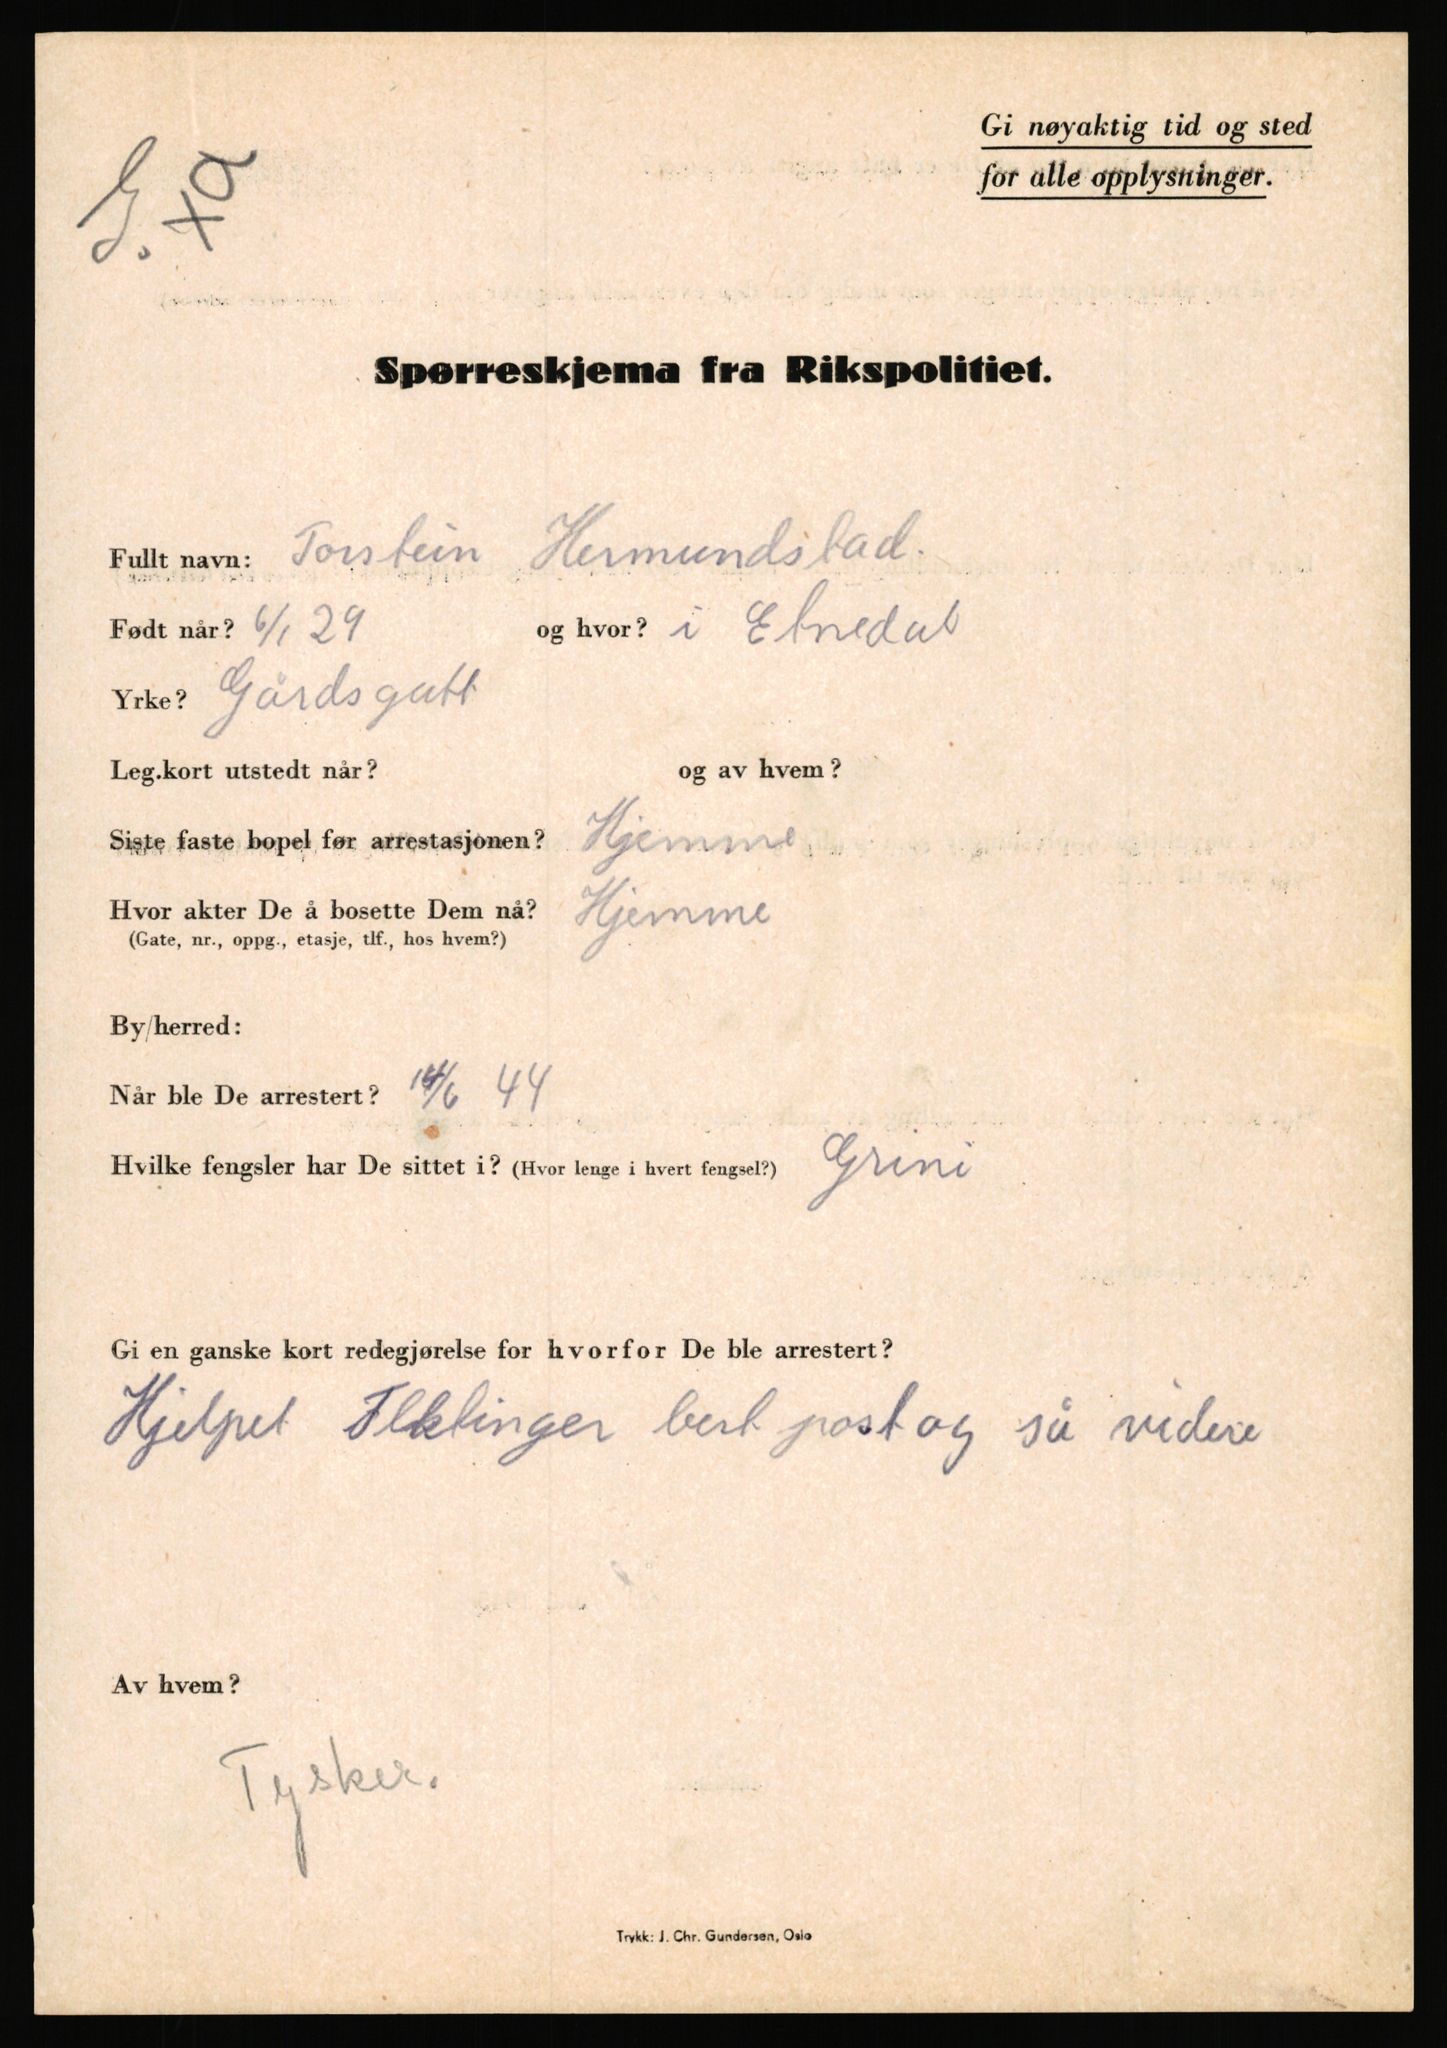 Gi nøyaktig tid og sted
for alle opplysninger.
G. xa
Spørreskjema fra Rikspolitiet.
Fullt navn: Torstein Hermundstad.
Født når? 6/1 29 og hvor? i Etnedal
Yrke? Gårdsgutt
Leg.kort utstedt når? og av hvem?
Siste faste bopel før arrestasjonen? Hjemme
Hvor akter De å bosette Dem nå? Hjemme
(Gate, nr., oppg., etasje, tlf., hos hvem?)
By/herred:
Når ble De arrestert? 14/6 44
Hvilke fengsler har De sittet i? (Hvor lenge i hvert fengsel?) Grini
Gi en ganske kort redegjørelse for hvorfor De ble arrestert?
Hjelpet Flktinger bert post og så videre
Av hvem?
Tysker.
Trykk: J. Chr. Gundersen, Oslo